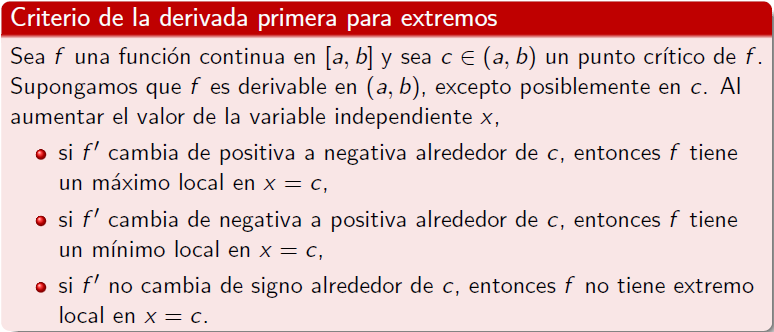 Criterio de la derivada primera para extremos
Sea f una función continua en [a, b] y sea c ∈ (a, b) un punto crítico de f.
Supongamos que f es derivable en (a, b), excepto posiblemente en c. Al
aumentar el valor de la variable independiente x,
si f′ cambia de positiva a negativa alrededor de c, entonces f tiene
un máximo local en x = c,
si f′ cambia de negativa a positiva alrededor de c, entonces f tiene
un mínimo local en x = c,
si f′ no cambia de signo alrededor de c, entonces f no tiene extremo
local en x = c.